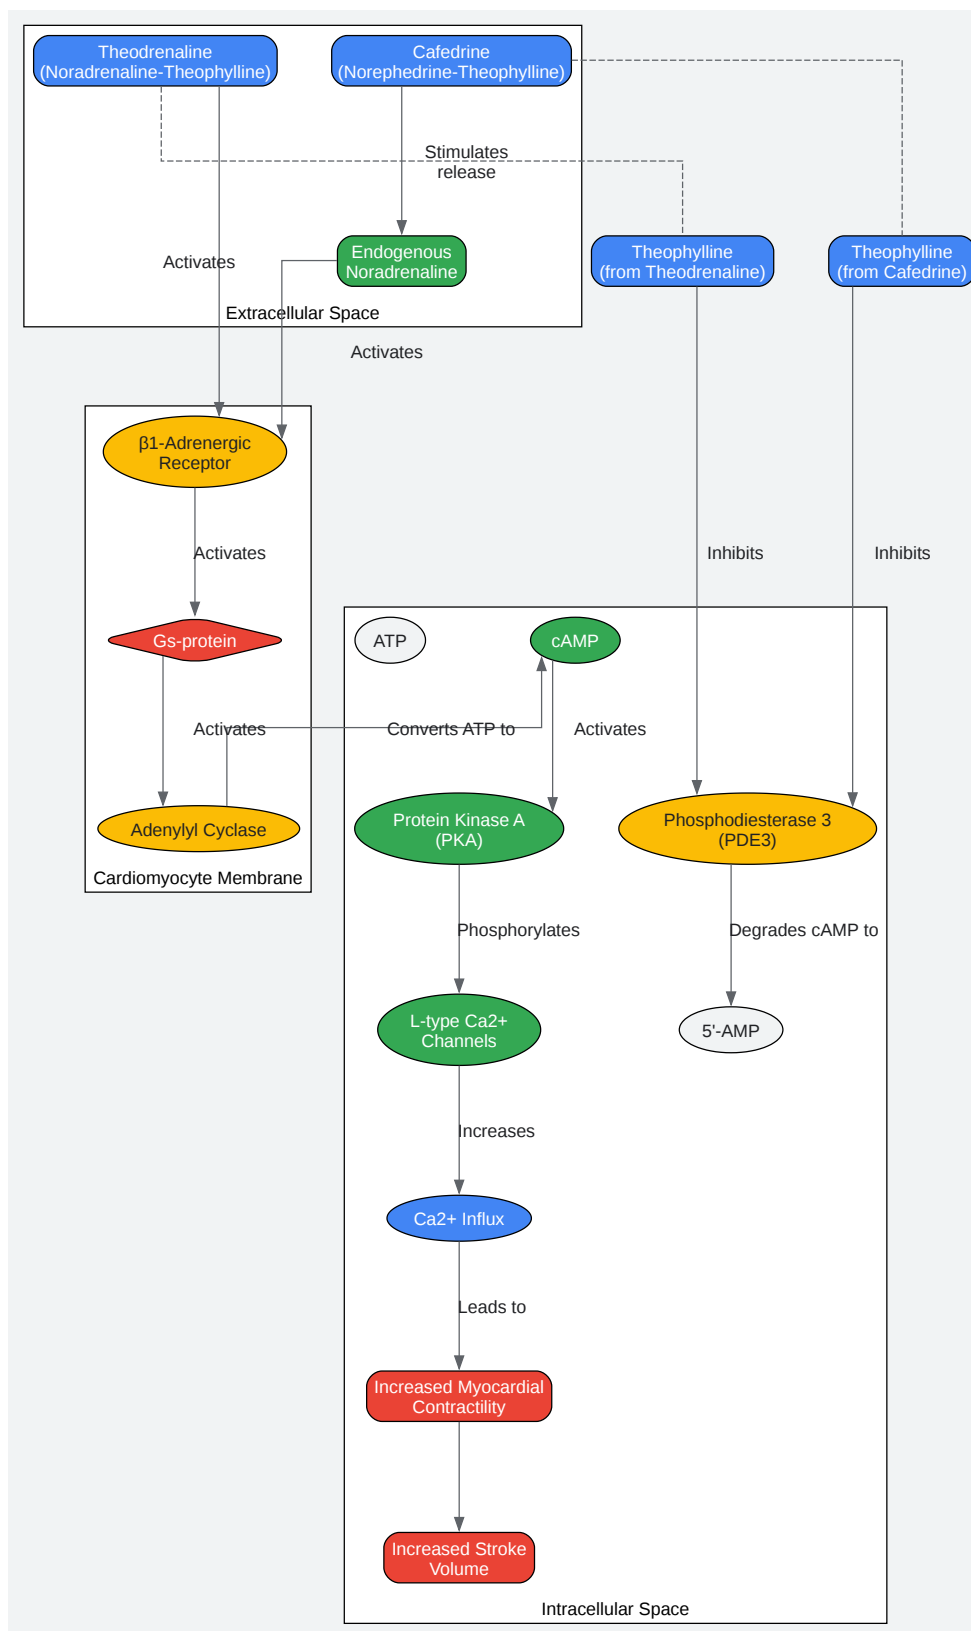 Theodrenaline
(Noradrenaline-Theophylline)
Cafedrine
(Norephedrine-Theophylline)
Stimulates
release
Activates
Endogenous
Noradrenaline
Theophylline
(from Theodrenaline)
Theophylline
(from Cafedrine)
Extracellular Space
Activates
β1-Adrenergic
Receptor
Activates
Inhibits
Inhibits
Gs-protein
ATP
cAMP
Activates
Converts ATP to
Activates
Adenylyl Cyclase
Protein Kinase A
(PKA)
Phosphodiesterase 3
(PDE3)
Cardiomyocyte Membrane
Phosphorylates
Degrades cAMP to
L-type Ca2+
Channels
5'-AMP
Increases
Ca2+ Influx
Leads to
Increased Myocardial
Contractility
Increased Stroke
Volume
Intracellular Space